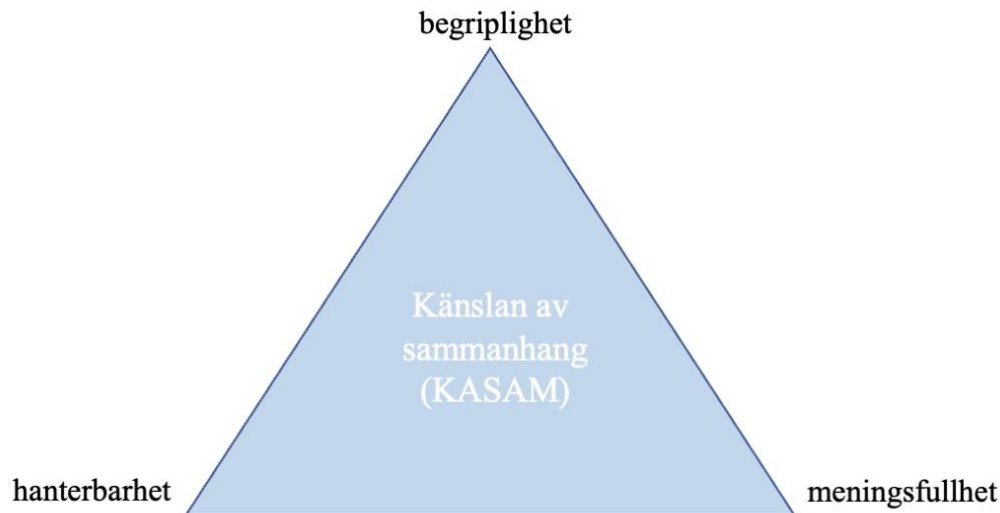 begriplighet
Känslan av
sammanhang
(KASAM)
hanterbarhet
meningsfullhet